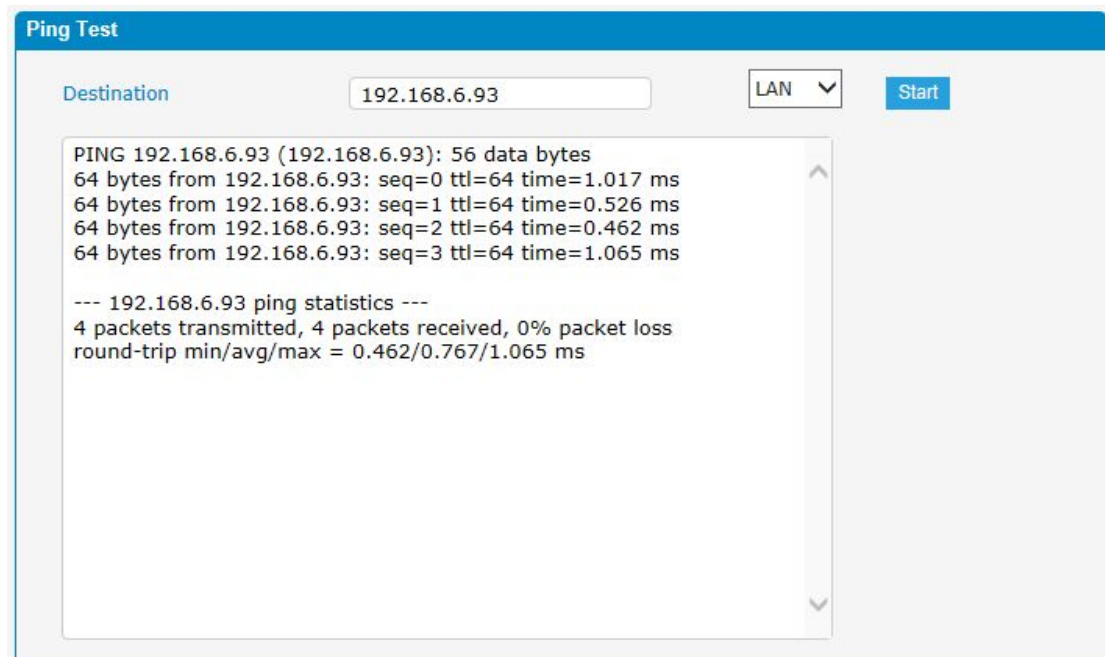 Ping Test
Destination 192.168.6.93 LAN Start
PING 192.168.6.93 (192.168.6.93): 56 data bytes
64 bytes from 192.168.6.93: seq=0 ttl=64 time=1.017 ms
64 bytes from 192.168.6.93: seq=1 ttl=64 time=0.526 ms
64 bytes from 192.168.6.93: seq=2 ttl=64 time=0.462 ms
64 bytes from 192.168.6.93: seq=3 ttl=64 time=1.065 ms
--- 192.168.6.93 ping statistics ---
4 packets transmitted, 4 packets received, 0% packet loss
round-trip min/avg/max = 0.462/0.767/1.065 ms